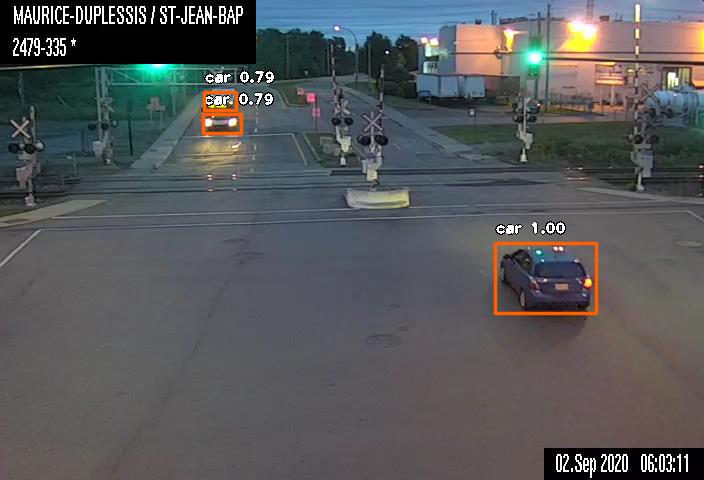 MAURICE-DUPLESSIS / ST-JEAN-BAP
2479-335 *
car 0.79
car 0.79
car 1.00
02.Sep 2020 06:03:11